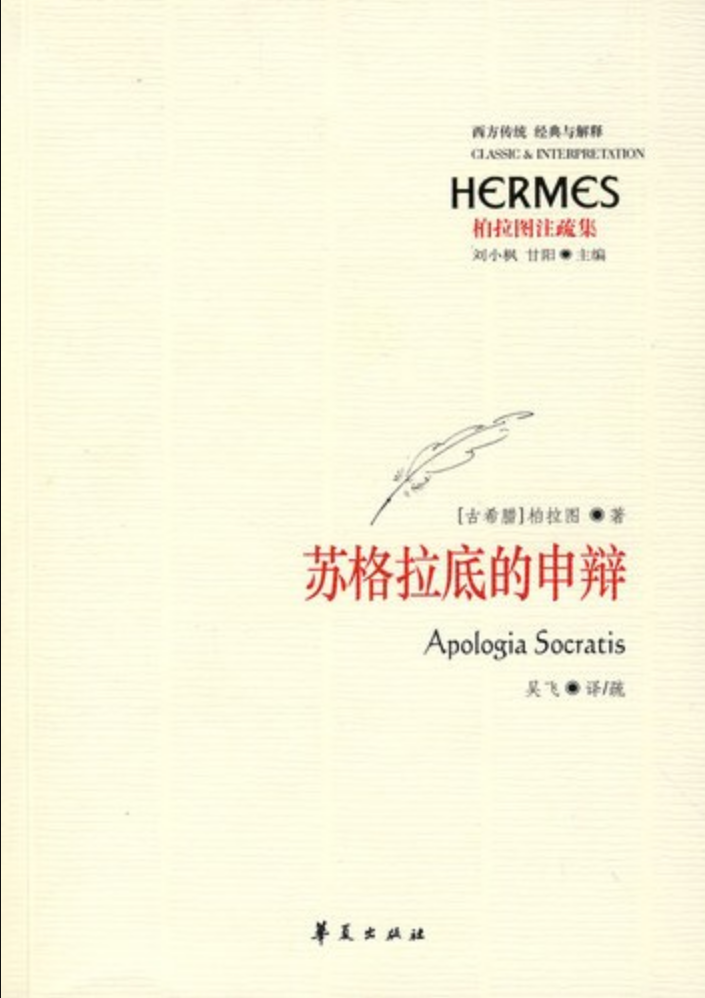 西方传统 经典与解释
CLASSIC & INTERPRETATION
HERMES
柏拉图注疏集
刘小枫 甘阳◉主编
[古希腊]柏拉图 ◉ 著
苏格拉底的申辩
Apologia Socratis
吴飞◉译/疏
华夏出版社